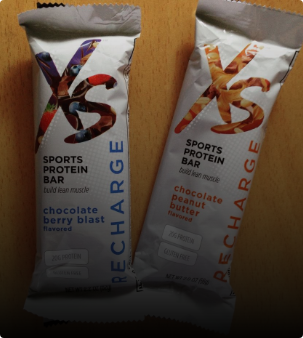 XS
SPORTS
PROTEIN
BAR
build lean muscle
chocolate
berry blast
flavored
RECHARGE
XS
SPORTS
PROTEIN
BAR
build lean muscle
chocolate
peanut
butter
flavored
RECHARGE